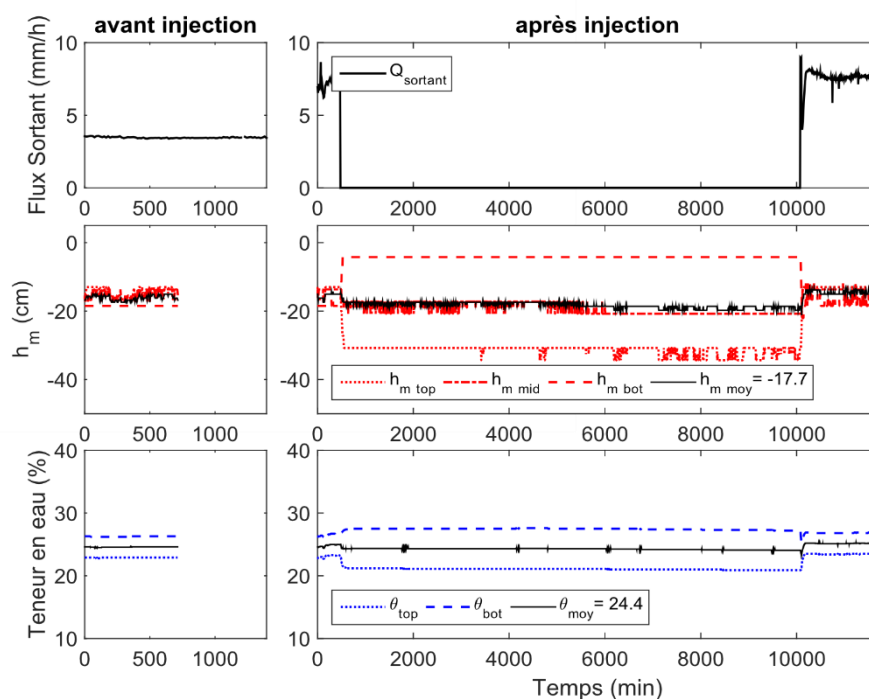 avant injection
après injection
Flux Sortant (mm/h)
10
5
0
0 500 1000
10
5
0
Q_sortant
0 2000 4000 6000 8000 10000
h_m (cm)
0
-20
-40
0 500 1000
0
-20
-40
h_m top h_m mid h_m bot h_m moy = -17.7
0 2000 4000 6000 8000 10000
Teneur en eau (%)
40
30
20
10
0 500 1000
40
30
20
10
θ_top θ_bot θ_moy = 24.4
0 2000 4000 6000 8000 10000
Temps (min)